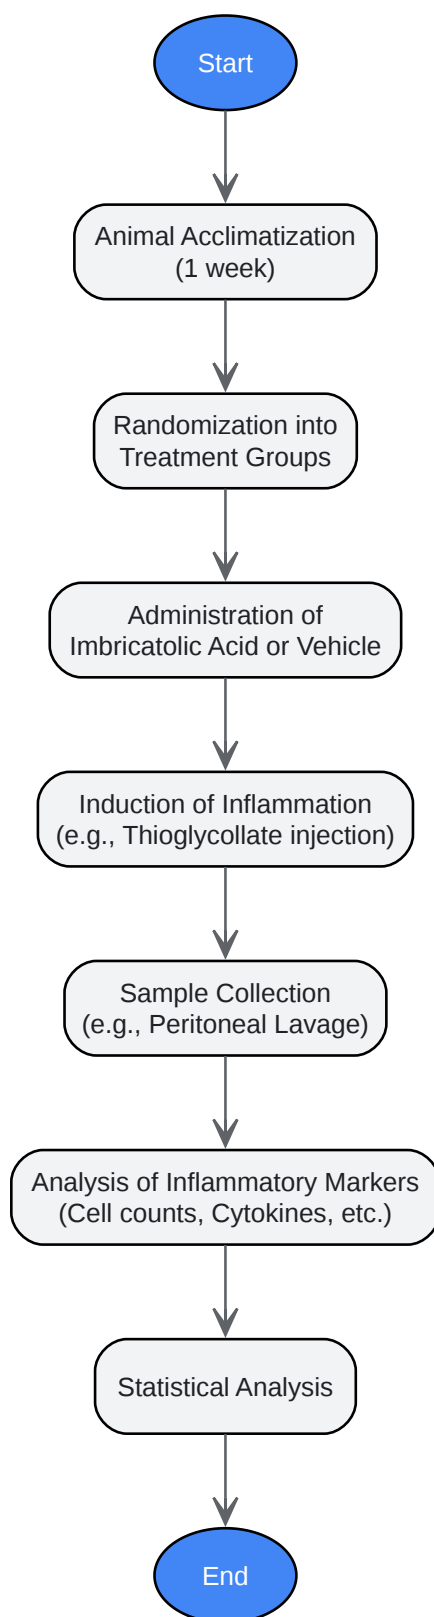 Start
Animal Acclimatization
(1 week)
Randomization into
Treatment Groups
Administration of
Imbricatolic Acid or Vehicle
Induction of Inflammation
(e.g., Thioglycollate injection)
Sample Collection
(e.g., Peritoneal Lavage)
Analysis of Inflammatory Markers
(Cell counts, Cytokines, etc.)
Statistical Analysis
End